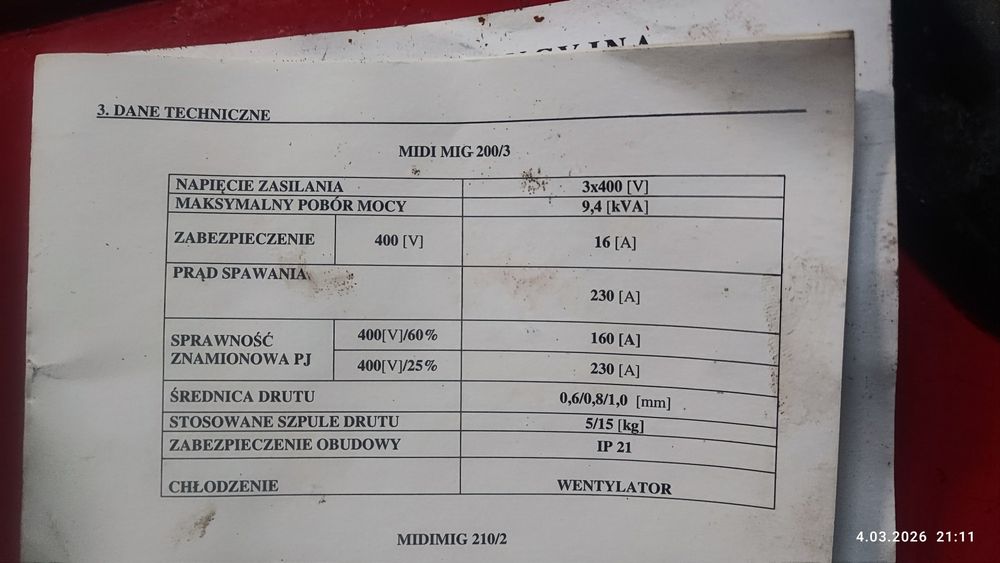 3. DANE TECHNICZNE
MIDI MIG 200/3
NAPIĘCIE ZASILANIA 3x400 [V]
MAKSYMALNY POBÓR MOCY 9,4 [kVA]
ZABEZPIECZENIE 400 [V] 16 [A]
PRĄD SPAWANIA 230 [A]
SPRAWNOŚĆ ZNAMIONOWA PJ
400[V]/60% 160 [A]
400[V]/25% 230 [A]
ŚREDNICA DRUTU 0,6/0,8/1,0 [mm]
STOSOWANE SZPULE DRUTU 5/15 [kg]
ZABEZPIECZENIE OBUDOWY IP 21
CHŁODZENIE WENTYLATOR
MIDIMIG 210/2
4.03.2026 21:11